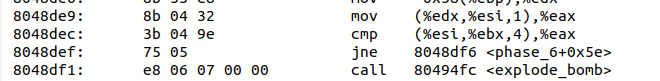 8048de9: 8b 04 32 mov (%edx,%esi,1),%eax
8048dec: 3b 04 9e cmp (%esi,%ebx,4),%eax
8048def: 75 05 jne 8048df6 <phase_6+0x5e>
8048df1: e8 06 07 00 00 call 80494fc <explode_bomb>